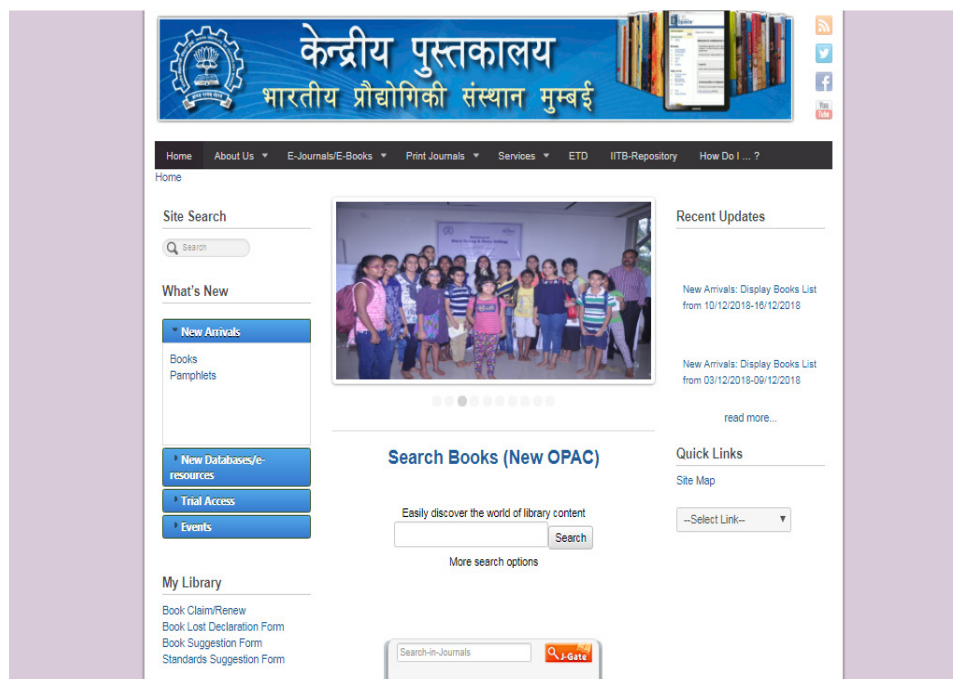 केन्द्रीय पुस्तकालय
भारतीय प्रौद्योगिकी संस्थान मुम्बई
You
Tube
Home About Us E-Journals/E-Books Print Journals Services ETD IITB-Repository How Do I ... ?
Home
Site Search
Search
What's New
New Arrivals
Books
Pamphlets
New Databases/e-
resources
Trial Access
Events
My Library
Book Claim/Renew
Book Lost Declaration Form
Book Suggestion Form
Standards Suggestion Form
Search Books (New OPAC)
Easily discover the world of library content
Search
More search options
Search-in-Journals
J-Gate
Recent Updates
New Arrivals: Display Books List
from 10/12/2018-16/12/2018
New Arrivals: Display Books List
from 03/12/2018-09/12/2018
read more...
Quick Links
Site Map
--Select Link--